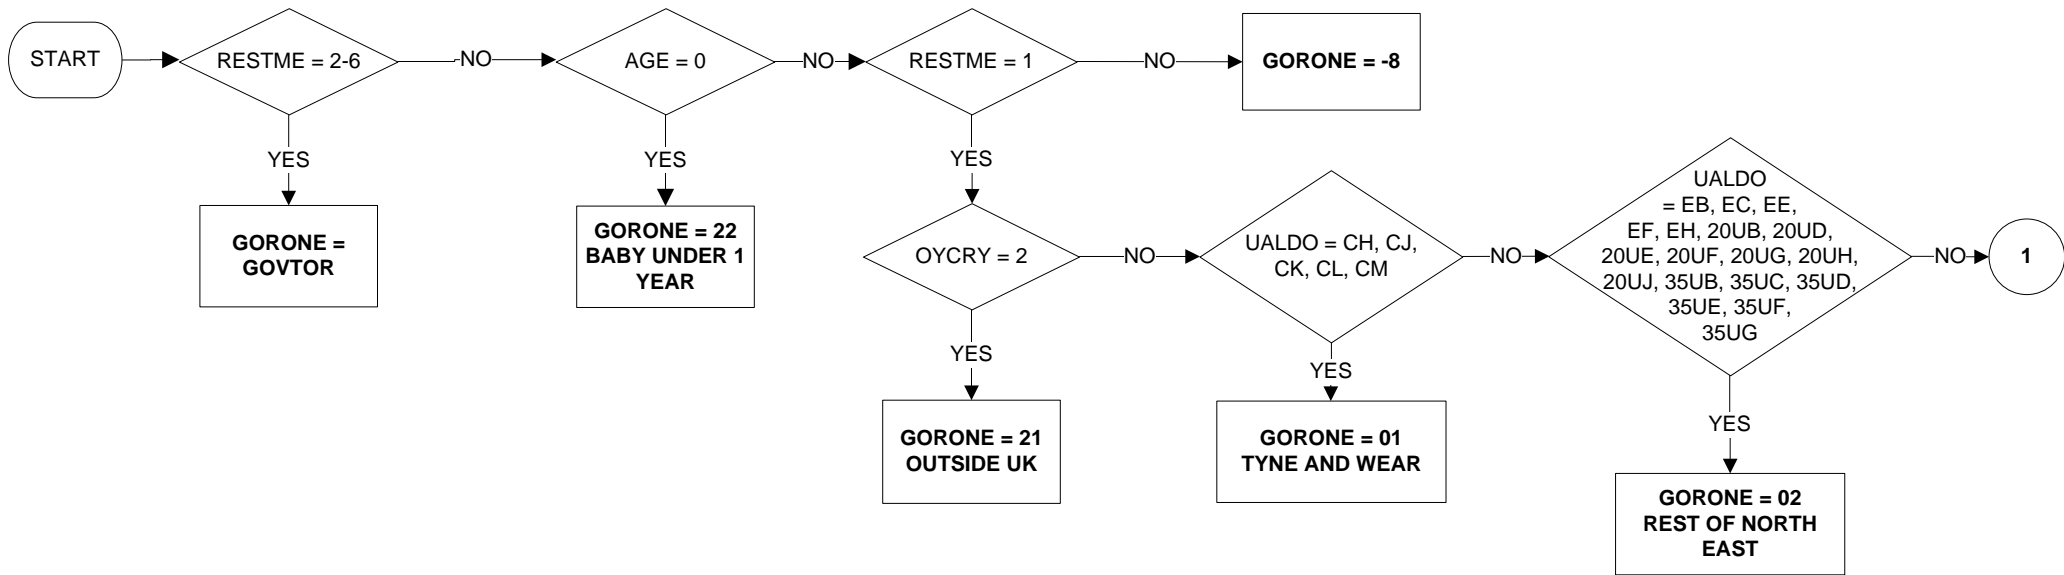 START
RESTME = 2-6
NO
AGE = 0
NO
RESTME = 1
NO
GORONE = -8
YES
GORONE =
GOVTOR
YES
GORONE = 22
BABY UNDER 1
YEAR
YES
OYCRY = 2
NO
UALDO = CH, CJ,
CK, CL, CM
NO
UALDO
= EB, EC, EE,
EF, EH, 20UB, 20UD,
20UE, 20UF, 20UG, 20UH,
20UJ, 35UB, 35UC, 35UD,
35UE, 35UF,
35UG
NO
1
YES
GORONE = 21
OUTSIDE UK
YES
GORONE = 01
TYNE AND WEAR
YES
GORONE = 02
REST OF NORTH
EAST